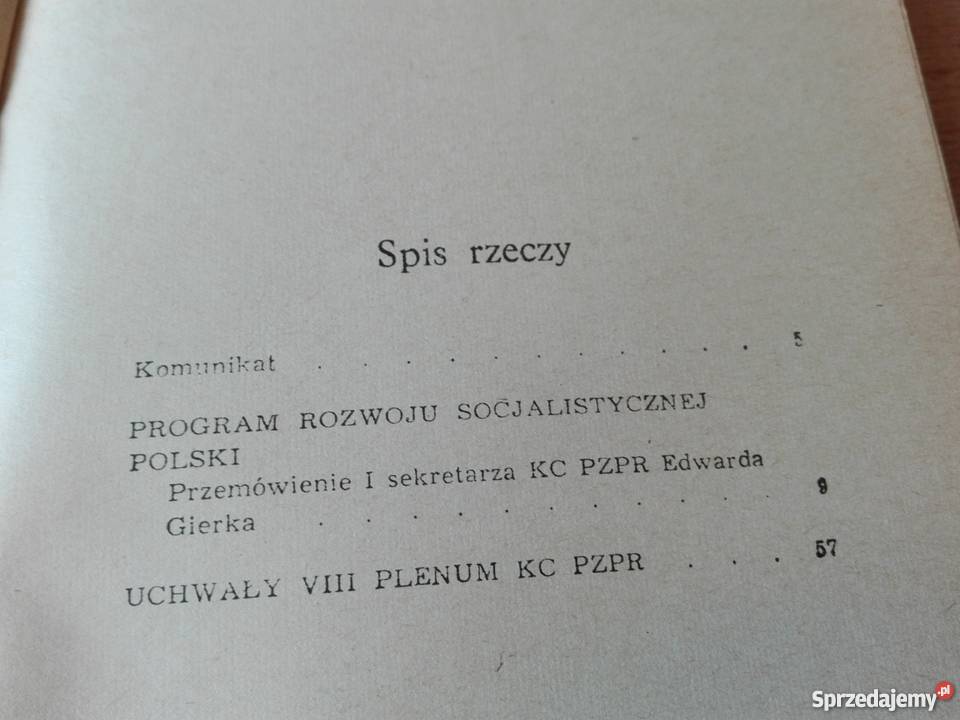 Spis rzeczy
Komunikat . . . . . . . . . . 5
PROGRAM ROZWOJU SOCJALISTYCZNEJ
POLSKI
Przemówienie I sekretarza KC PZPR Edwarda
Gierka . . . . . . . . . . . 9
UCHWAŁY VIII PLENUM KC PZPR . . . 57
Sprzedajemy.pl